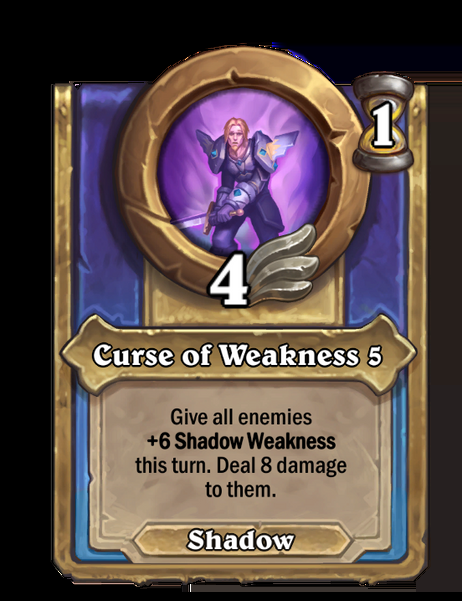 1
4
Curse of Weakness 5
Give all enemies
+6 Shadow Weakness
this turn. Deal 8 damage
to them.
Shadow